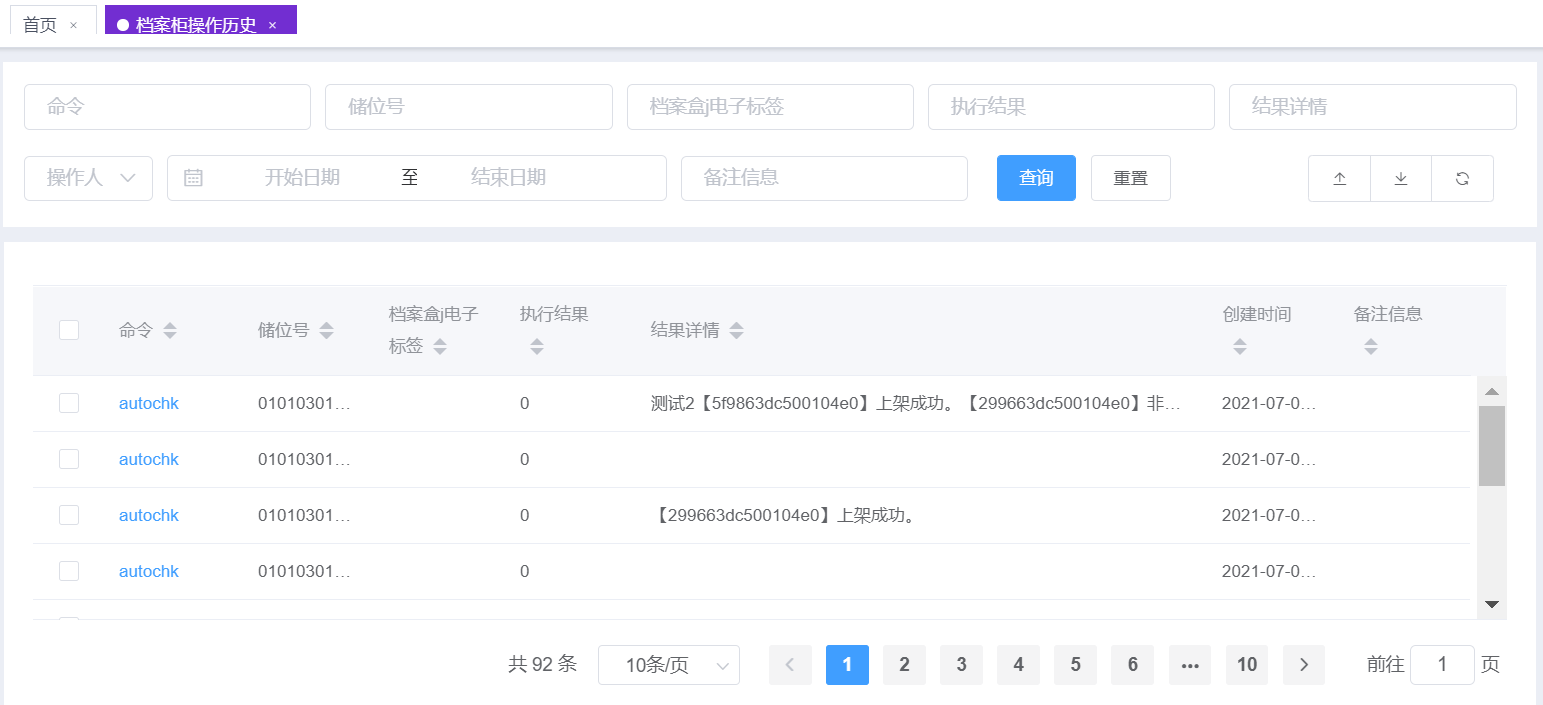 首页 × 档案柜操作历史 ×
命令 储位号 档案盒j电子标签 执行结果 结果详情
操作人 开始日期 至 结束日期 备注信息 查询 重置
命令 储位号 档案盒j电子标签 执行结果 结果详情 创建时间 备注信息
autochk 01010301... 0 测试2【5f9863dc500104e0】上架成功。【299663dc500104e0】非... 2021-07-0...
autochk 01010301... 0 2021-07-0...
autochk 01010301... 0 【299663dc500104e0】上架成功。 2021-07-0...
autochk 01010301... 0 2021-07-0...
共 92 条 10条/页 1 2 3 4 5 6 ••• 10 前往 1 页